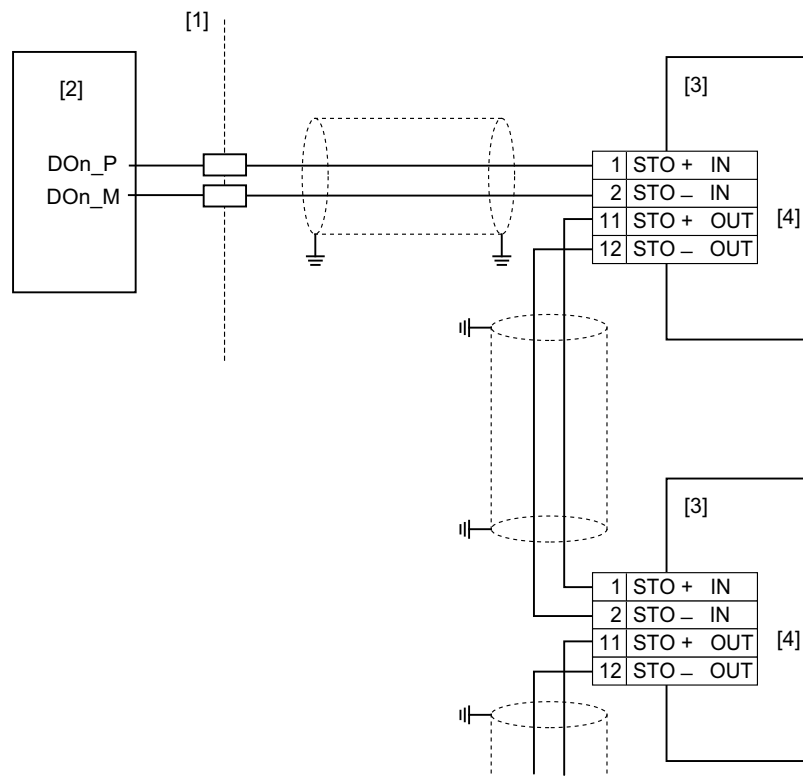 [1]
[2]
[3]
DOn_P
DOn_M
1 STO + IN
2 STO – IN
11 STO + OUT
12 STO – OUT
[4]
[3]
1 STO + IN
2 STO – IN
11 STO + OUT
12 STO – OUT
[4]